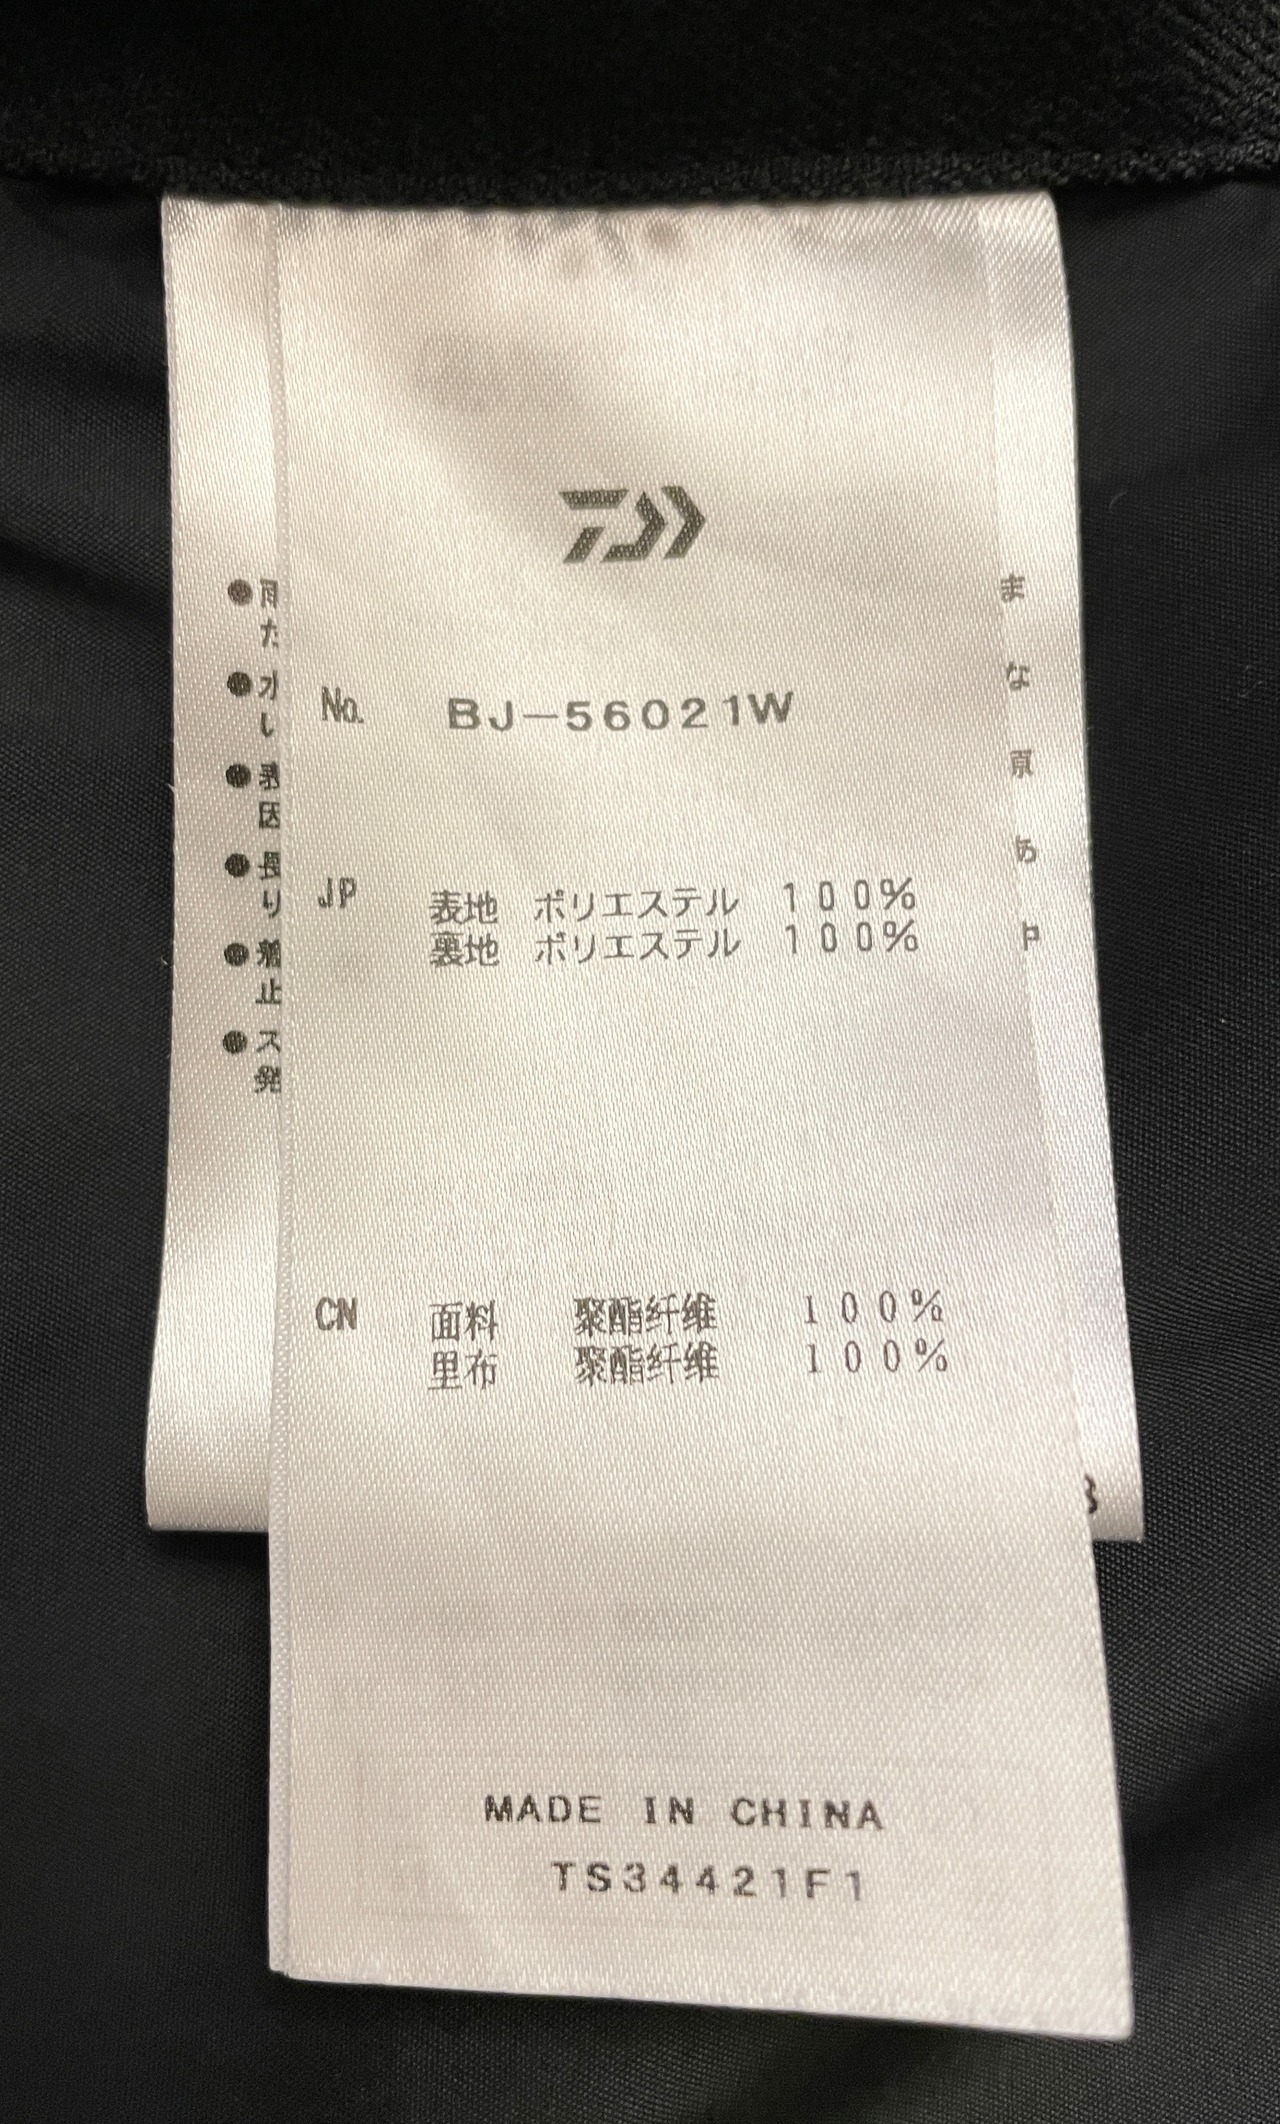 No. BJ-56021W
JP 表地 ポリエステル 100%
裏地 ポリエステル 100%
CN 面料 聚酯纤维 100%
里布 聚酯纤维 100%
MADE IN CHINA
TS34421F1